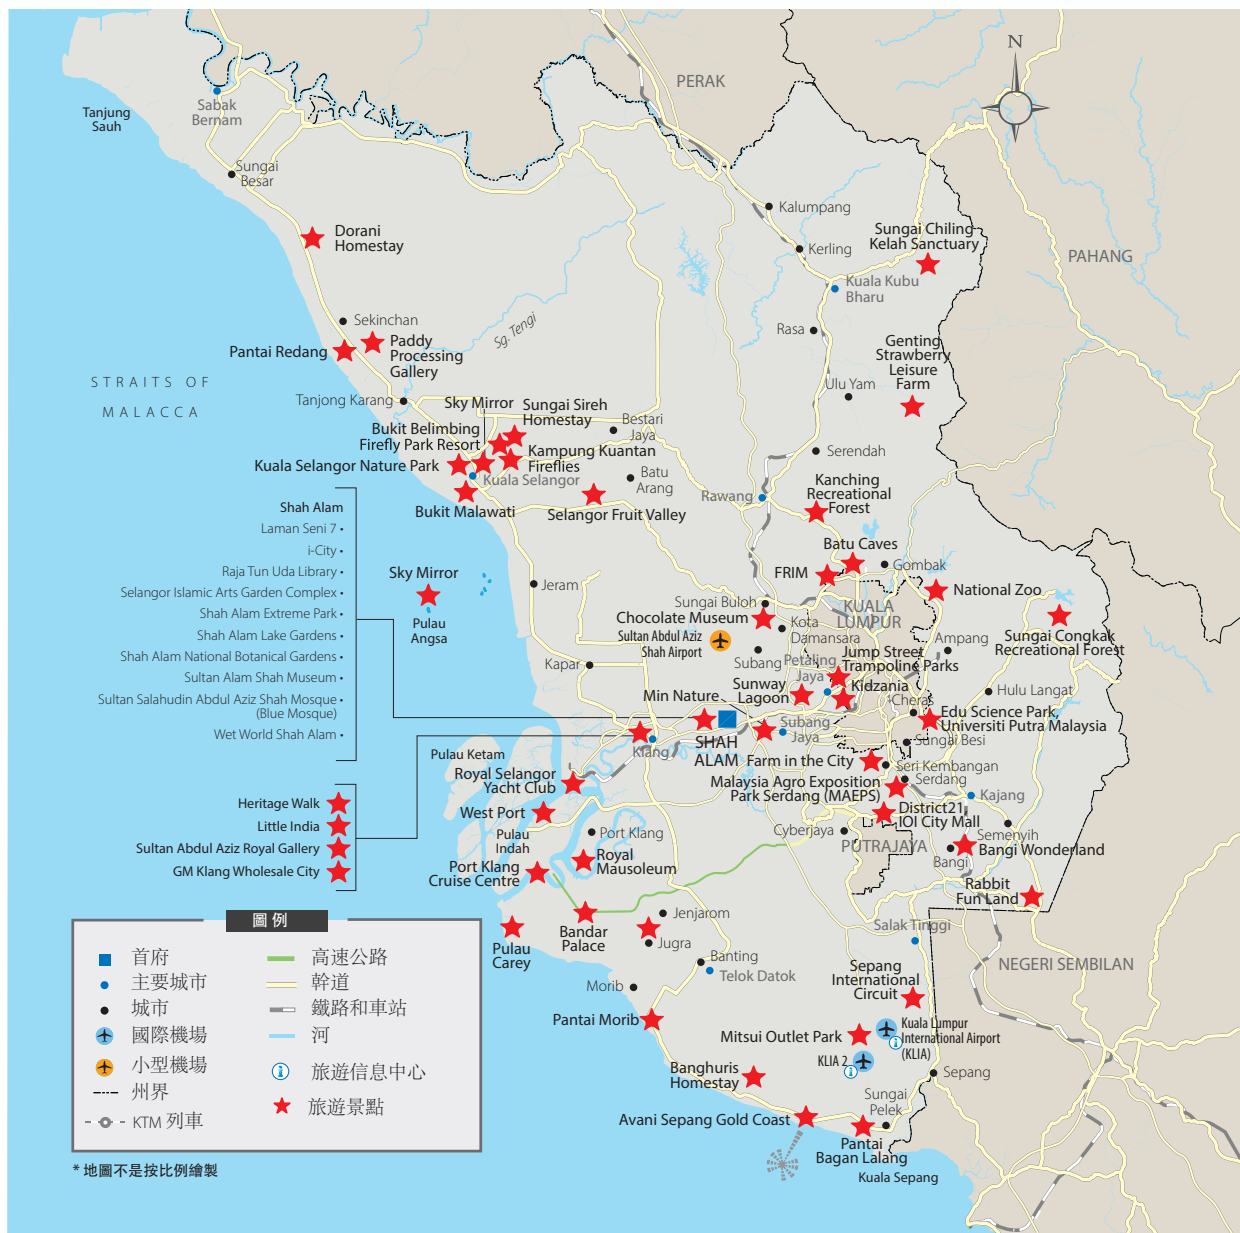 N
PERAK
Tanjung
Sauh
Sabak
Bernam
Sungai
Besar
Kalumpang
Dorani
Homestay
Kerling
Sungai Chiling
Kelah Sanctuary
PAHANG
Kuala Kubu
Bharu
Sekinchan
Sg. Tengi
Rasa
Pantai Redang
Paddy
Processing
Gallery
Genting
Strawberry
Leisure
Farm
STRAITS OF
MALACCA
Ulu Yam
Tanjong Karang
Sky Mirror
Sungai Sireh
Homestay
Bestari
Jaya
Bukit Belimbing
Firefly Park Resort
Kampung Kuantan
Fireflies
Serendah
Kuala Selangor Nature Park
Kuala Selangor
Batu
Arang
Rawang
Kanching
Recreational
Forest
Bukit Malawati
Selangor Fruit Valley
Shah Alam
Laman Seni 7 •
i-City •
Raja Tun Uda Library •
Selangor Islamic Arts Garden Complex •
Shah Alam Extreme Park •
Shah Alam Lake Gardens •
Shah Alam National Botanical Gardens •
Sultan Alam Shah Museum •
Sultan Salahudin Abdul Aziz Shah Mosque •
(Blue Mosque)
Wet World Shah Alam •
Batu Caves
FRIM
Gombak
Sky Mirror
Pulau
Angsa
Jeram
National Zoo
Sungai Buloh
KUALA
LUMPUR
Chocolate Museum
Kota
Damansara
Sultan Abdul Aziz
Shah Airport
Sungai Congkak
Recreational Forest
Ampang
Subang
Petaling
Jaya
Jump Street
Trampoline Parks
Kapar
Min Nature
Sunway
Lagoon
Kidzania
Hulu Langat
Cheras
Edu Science Park,
Universiti Putra Malaysia
Klang
SHAH
ALAM
Subang
Jaya
Sungai Besi
Pulau Ketam
Farm in the City
Seri Kembangan
Serdang
Royal Selangor
Yacht Club
Malaysia Agro Exposition
Park Serdang (MAEPS)
Kajang
Heritage Walk
Little India
Sultan Abdul Aziz Royal Gallery
GM Klang Wholesale City
West Port
Pulau
Indah
Port Klang
Cyberjaya
District21,
IOI City Mall
PUTRAJAYA
Semenyih
Bangi
Bangi Wonderland
Port Klang
Cruise Centre
Royal
Mausoleum
Rabbit
Fun Land
Bandar
Palace
Jenjarom
Jugra
Pulau
Carey
Salak Tinggi
Banting
Telok Datok
Morib
NEGERI SEMBILAN
Sepang
International
Circuit
Pantai Morib
Mitsui Outlet Park
Kuala Lumpur
International Airport
(KLIA)
KLIA 2
Banghuris
Homestay
Sepang
Sungai
Pelek
Avani Sepang Gold Coast
Pantai
Bagan Lalang
Kuala Sepang
圖例
首府
主要城市
城市
國際機場
小型機場
州界
KTM 列車
高速公路
幹道
鐵路和車站
河
旅遊信息中心
旅遊景點
* 地圖不是按比例繪製